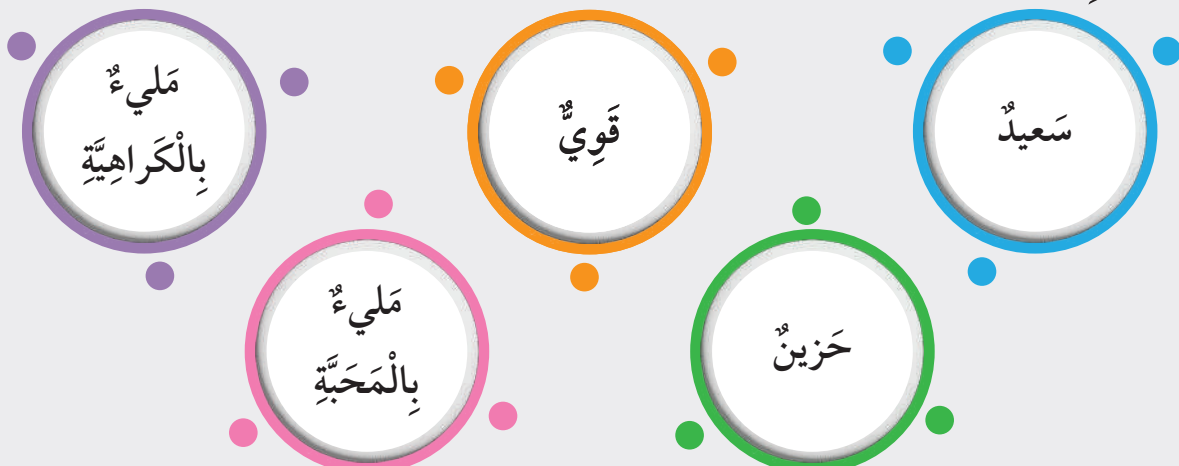 سَعيدٌ
قَوِيٌّ
مَليءٌ
بِالْكَراهِيَّةِ
حَزينٌ
مَليءٌ
بِالْمَحَبَّةِ